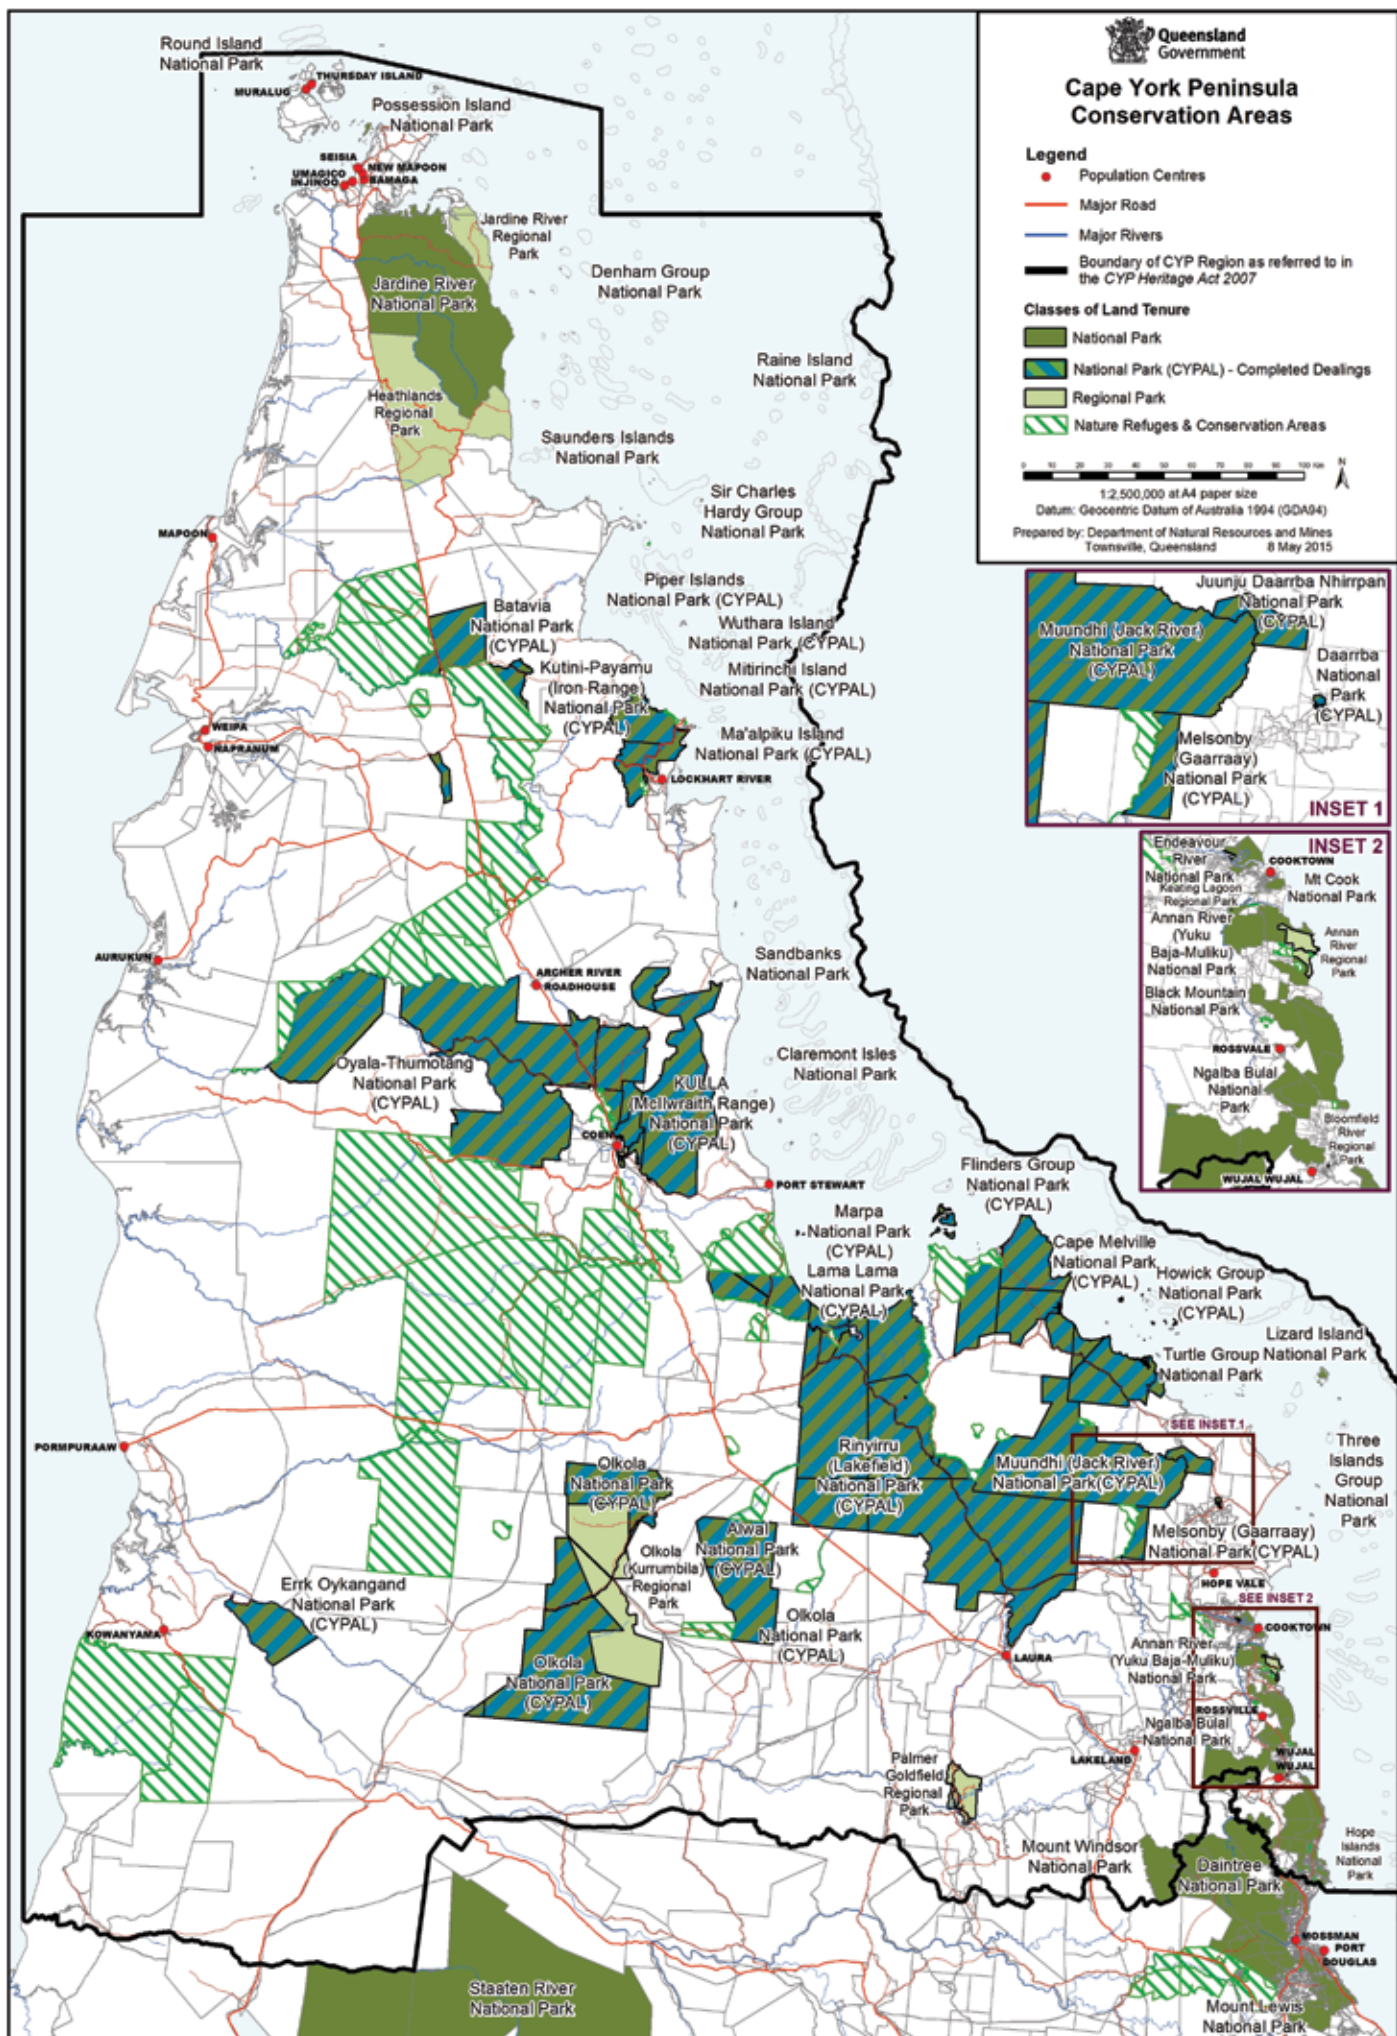 Round Island
National Park
THURSDAY ISLAND
MURALUG
Possession Island
National Park
SEISIA
NEW MAPOON
UMAGICO
BAMAGA
INJINOO
Jardine River
Regional
Park
Jardine River
National Park
Denham Group
National Park
Raine Island
National Park
Heathlands
Regional
Park
Saunders Islands
National Park
Sir Charles
Hardy Group
National Park
MAPOON
Piper Islands
National Park (CYPAL)
Batavia
National Park
(CYPAL)
Wuthara Island
National Park (CYPAL)
Kutini-Payamu
(Iron Range)
National Park
(CYPAL)
Mitirinchi Island
National Park (CYPAL)
WEIPA
NAPRANUM
Ma'alpiku Island
National Park (CYPAL)
LOCKHART RIVER
AURUKUN
Sandbanks
National Park
ARCHER RIVER
ROADHOUSE
Oyala-Thumotang
National Park
(CYPAL)
Claremont Isles
National Park
KULLA
(McIlwraith Range)
National Park
(CYPAL)
COEN
PORT STEWART
Flinders Group
National Park
(CYPAL)
Marpa
National Park
(CYPAL)
Lama Lama
National Park
(CYPAL)
Cape Melville
National Park
(CYPAL)
Howick Group
National Park
(CYPAL)
Lizard Island
National Park
Turtle Group
National Park
SEE INSET 1
PORMPURAAW
Rinyirru
(Lakefield)
National Park
(CYPAL)
Muundhi (Jack River)
National Park(CYPAL)
Three
Islands
Group
National
Park
Olkola
National Park
(CYPAL)
Alwal
National Park
(CYPAL)
Olkola
(Kurrumbila)
Regional
Park
Melsonby (Gaarraay)
National Park(CYPAL)
HOPE VALE
SEE INSET 2
Errk Oykangand
National Park
(CYPAL)
KOWANYAMA
Olkola
National Park
(CYPAL)
COOKTOWN
LAURA
Annan River
(Yuku Baja-Muliku)
National Park
Olkola
National Park
(CYPAL)
ROSSVILLE
Ngalba Bulal
National Park
WUJAL
WUJAL
LAKELAND
Palmer
Goldfield
Regional
Park
Mount Windsor
National Park
Daintree
National Park
Hope
Islands
National
Park
MOSSMAN
PORT
DOUGLAS
Staaten River
National Park
Mount Lewis
National Park
Queensland
Government
Cape York Peninsula
Conservation Areas
Legend
Population Centres
Major Road
Major Rivers
Boundary of CYP Region as referred to in
the CYP Heritage Act 2007
Classes of Land Tenure
National Park
National Park (CYPAL) - Completed Dealings
Regional Park
Nature Refuges & Conservation Areas
0 10 20 30 40 50 60 70 80 90 100 Km
N
1:2,500,000 at A4 paper size
Datum: Geocentric Datum of Australia 1994 (GDA94)
Prepared by: Department of Natural Resources and Mines
Townsville, Queensland 8 May 2015
Juunju Daarrba Nhirrpan
National Park
(CYPAL)
Muundhi (Jack River)
National Park
(CYPAL)
Daarrba
National
Park
(CYPAL)
Melsonby
(Gaarraay)
National Park
(CYPAL)
INSET 1
INSET 2
Endeavour
River
National Park
COOKTOWN
Keating Lagoon
Regional Park
Mt Cook
National Park
Annan River
(Yuku
Baja-Muliku)
National Park
Annan
River
Regional
Park
Black Mountain
National Park
ROSSVALE
Ngalba Bulal
National
Park
Bloomfield
River
Regional
Park
WUJAL WUJAL